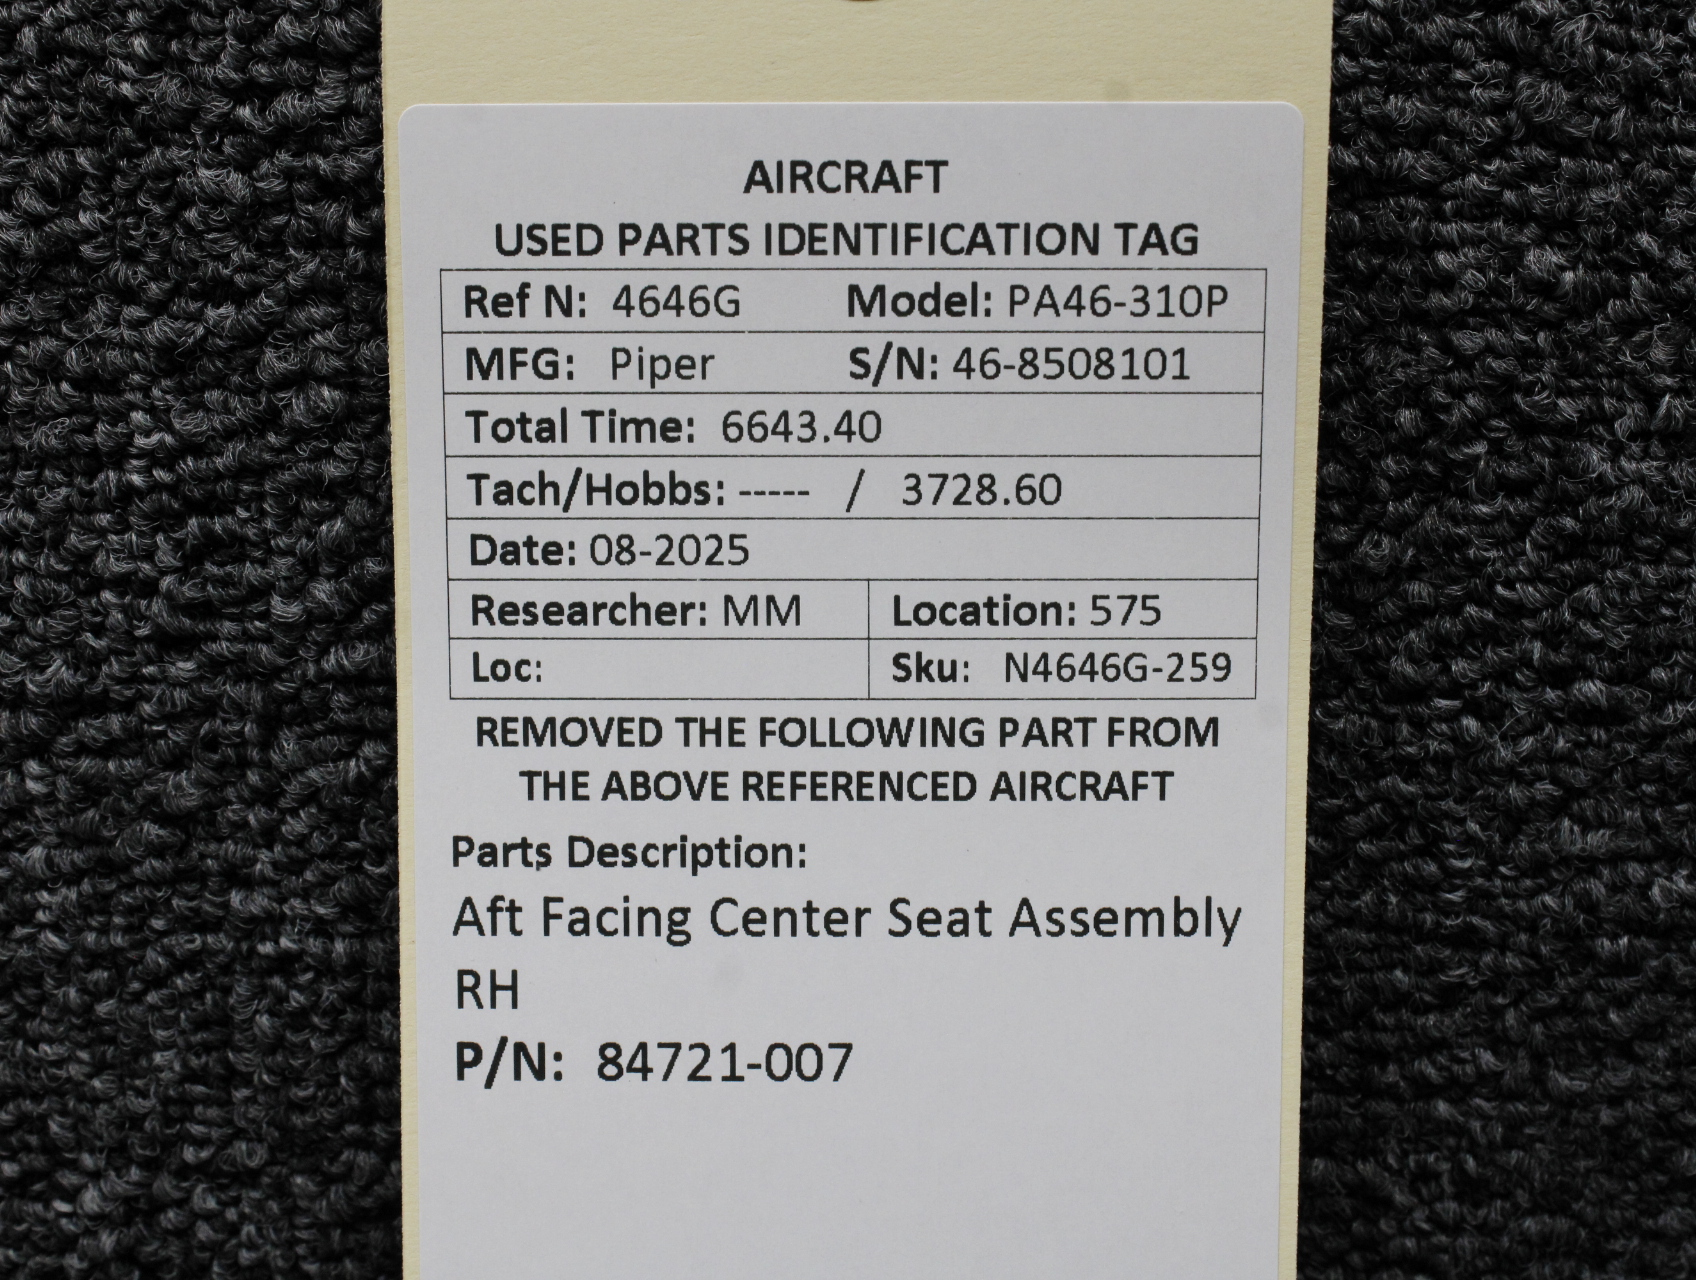 AIRCRAFT
USED PARTS IDENTIFICATION TAG
Ref N: 4646G Model: PA46-310P
MFG: Piper S/N: 46-8508101
Total Time: 6643.40
Tach/Hobbs: ----- / 3728.60
Date: 08-2025
Researcher: MM Location: 575
Loc: Sku: N4646G-259
REMOVED THE FOLLOWING PART FROM
THE ABOVE REFERENCED AIRCRAFT
Parts Description:
Aft Facing Center Seat Assembly
RH
P/N: 84721-007